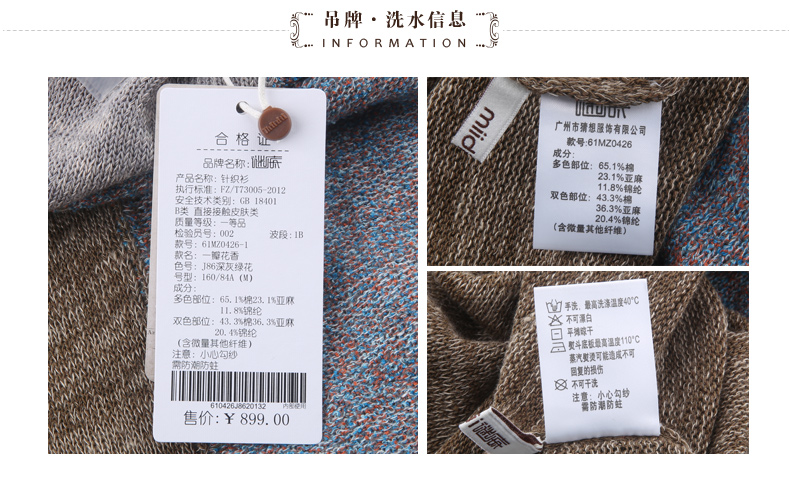 吊牌·洗水信息
INFORMATION
合格证
品牌名称:谜底
产品名称: 针织衫
执行标准: FZ/T73005-2012
安全技术类别: GB 18401
B类 直接接触皮肤类
质量等级: 一等品
检验员号: 002 波段: 1B
款号: 61MZ0426-1
款名: 一瓣花香
色号: J86深灰绿花
号型: 160/84A (M)
成分:
多色部位: 65.1%棉23.1%亚麻
11.8%锦纶
双色部位: 43.3%棉36.3%亚麻
20.4%锦纶
(含微量其他纤维)
注意: 小心勾纱
需防潮防蛀
610426J8620132 内部使用
售价: ¥ 899.00
miid
谜底
广州市猜想服饰有限公司
款号:61MZ0426
成分:
多色部位: 65.1%棉
23.1%亚麻
11.8%锦纶
双色部位: 43.3%棉
36.3%亚麻
20.4%锦纶
(含微量其他纤维)
手洗，最高洗涤温度40°C
不可漂白
平摊晾干
熨斗底板最高温度110°C
蒸汽熨烫可能造成不可
回复的损伤
不可干洗
注意: 小心勾纱
需防潮防蛀
谜底